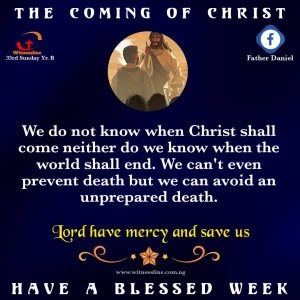 THE COMING OF CHRIST
Witnessline
33rd Sunday Yr. B
Father Daniel
We do not know when Christ shall
come neither do we know when the
world shall end. We can't even
prevent death but we can avoid an
unprepared death.
Lord have mercy and save us
www.witnessline.com.ng
HAVE A BLESSED WEEK